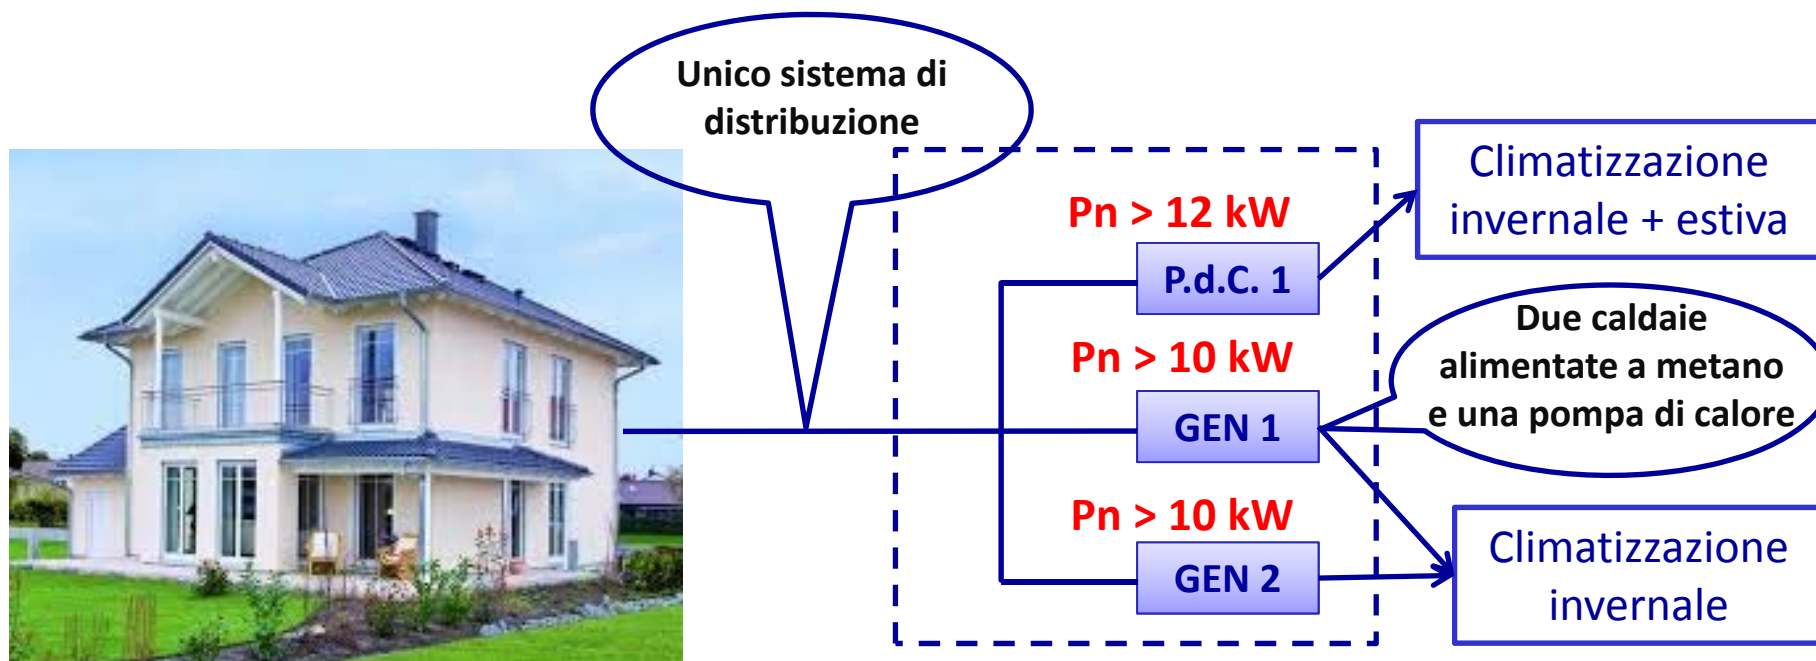 Unico sistema di
distribuzione
Pn > 12 kW
P.d.C. 1
Climatizzazione
invernale + estiva
Pn > 10 kW
GEN 1
Due caldaie
alimentate a metano
e una pompa di calore
Pn > 10 kW
GEN 2
Climatizzazione
invernale